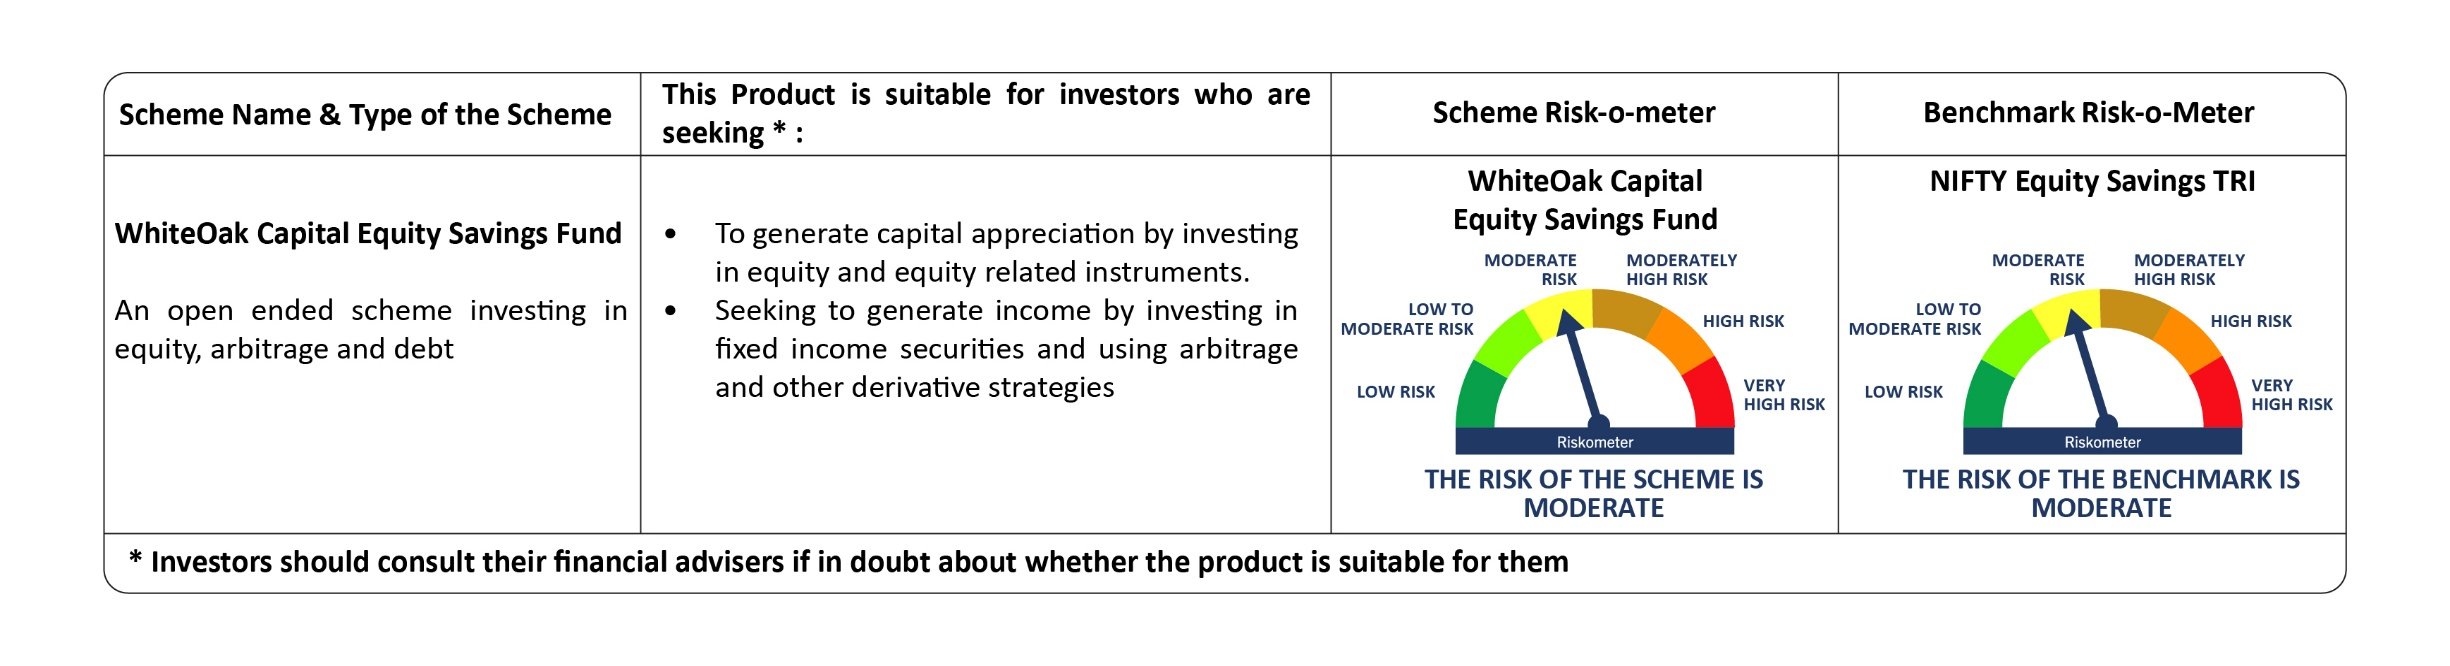 Scheme Name & Type of the Scheme
This Product is suitable for investors who are
seeking * :
Scheme Risk-o-meter
Benchmark Risk-o-Meter
WhiteOak Capital Equity Savings Fund
An open ended scheme investing in
equity, arbitrage and debt
• To generate capital appreciation by investing
in equity and equity related instruments.
• Seeking to generate income by investing in
fixed income securities and using arbitrage
and other derivative strategies
WhiteOak Capital
Equity Savings Fund
MODERATE
RISK
MODERATELY
HIGH RISK
LOW TO
MODERATE RISK
HIGH RISK
LOW RISK
VERY
HIGH RISK
Riskometer
THE RISK OF THE SCHEME IS
MODERATE
NIFTY Equity Savings TRI
MODERATE
RISK
MODERATELY
HIGH RISK
LOW TO
MODERATE RISK
HIGH RISK
LOW RISK
VERY
HIGH RISK
Riskometer
THE RISK OF THE BENCHMARK IS
MODERATE
* Investors should consult their financial advisers if in doubt about whether the product is suitable for them